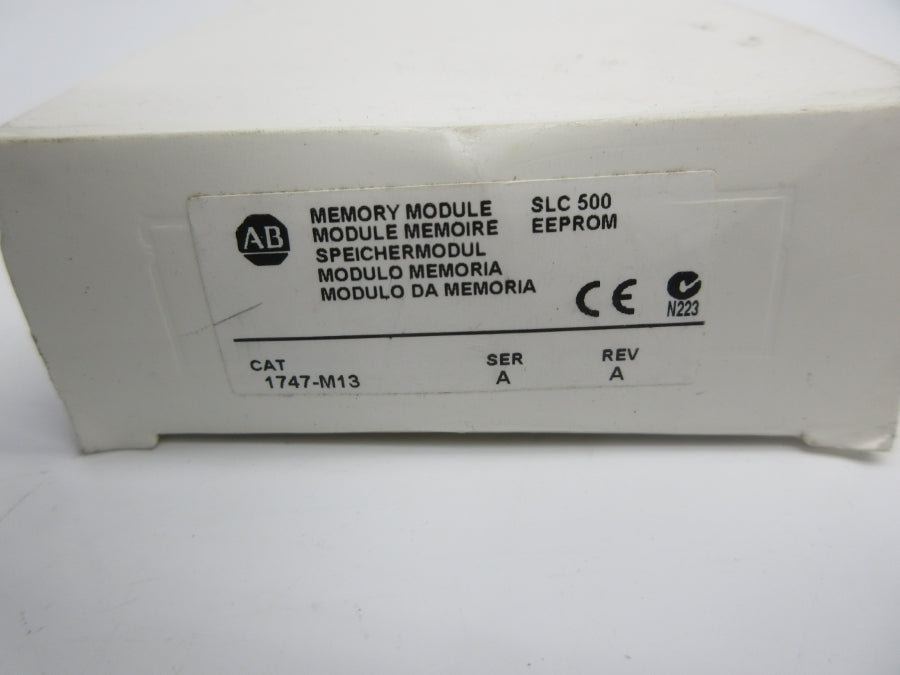 AB
MEMORY MODULE SLC 500
MODULE MEMOIRE EEPROM
SPEICHERMODUL
MODULO MEMORIA
MODULO DA MEMORIA
CE
N223
CAT SER REV
1747-M13 A A